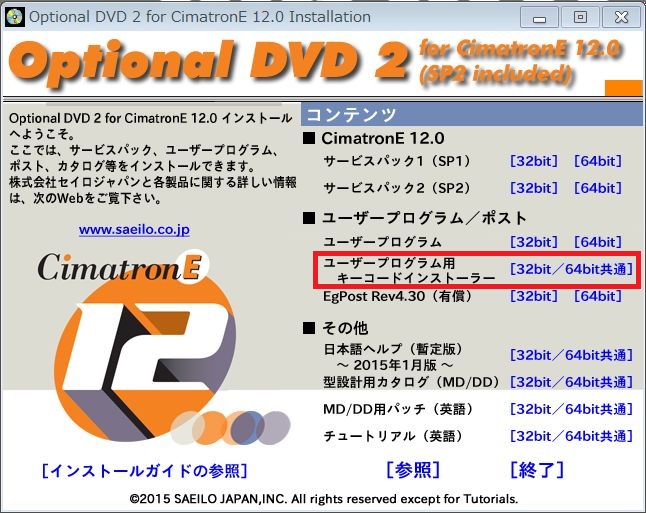 Optional DVD 2 for CimatronE 12.0 Installation
Optional DVD 2
for CimatronE 12.0
(SP2 included)
Optional DVD 2 for CimatronE 12.0 インストール
へようこそ。
ここでは、サービスパック、ユーザープログラム、
ポスト、カタログ等をインストールできます。
株式会社セイロジャパンと各製品に関する詳しい情報
は、次のWebをご覧下さい。
www.saeilo.co.jp
CimatronE
12
[インストールガイドの参照]
コンテンツ
■ CimatronE 12.0
サービスパック1（SP1） [32bit] [64bit]
サービスパック2（SP2） [32bit] [64bit]
■ ユーザープログラム／ポスト
ユーザープログラム [32bit] [64bit]
ユーザープログラム用
キーコードインストーラー [32bit／64bit共通]
EgPost Rev4.30（有償） [32bit] [64bit]
■ その他
日本語ヘルプ（暫定版）
～ 2015年1月版 ～ [32bit／64bit共通]
型設計用カタログ（MD/DD） [32bit／64bit共通]
MD/DD用パッチ（英語） [32bit／64bit共通]
チュートリアル（英語） [32bit／64bit共通]
[参照] [終了]
©2015 SAEILO JAPAN,INC. All rights reserved except for Tutorials.